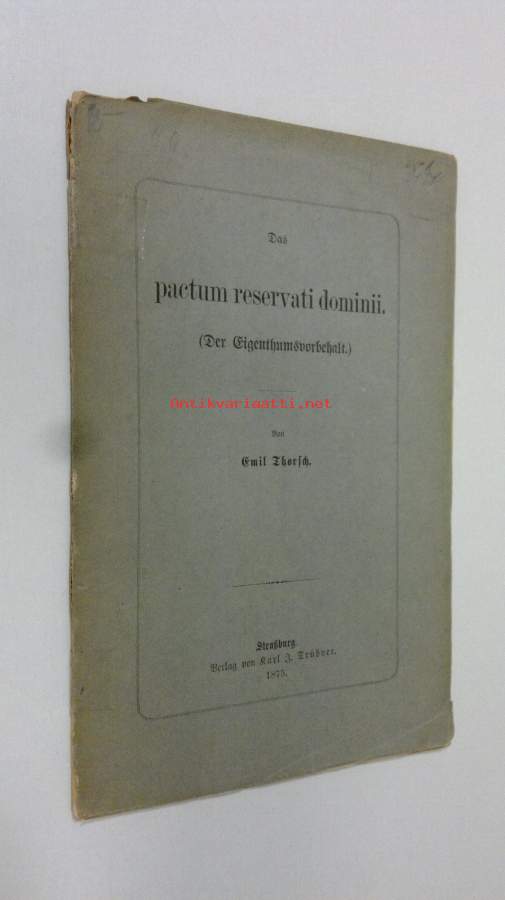 Das
pactum reservati dominii.
(Der Eigenthumsvorbehalt.)
Antikvariaatti.net
Von
Emil Thorsch.
Straßburg.
Verlag von Karl J. Trübner.
1875.